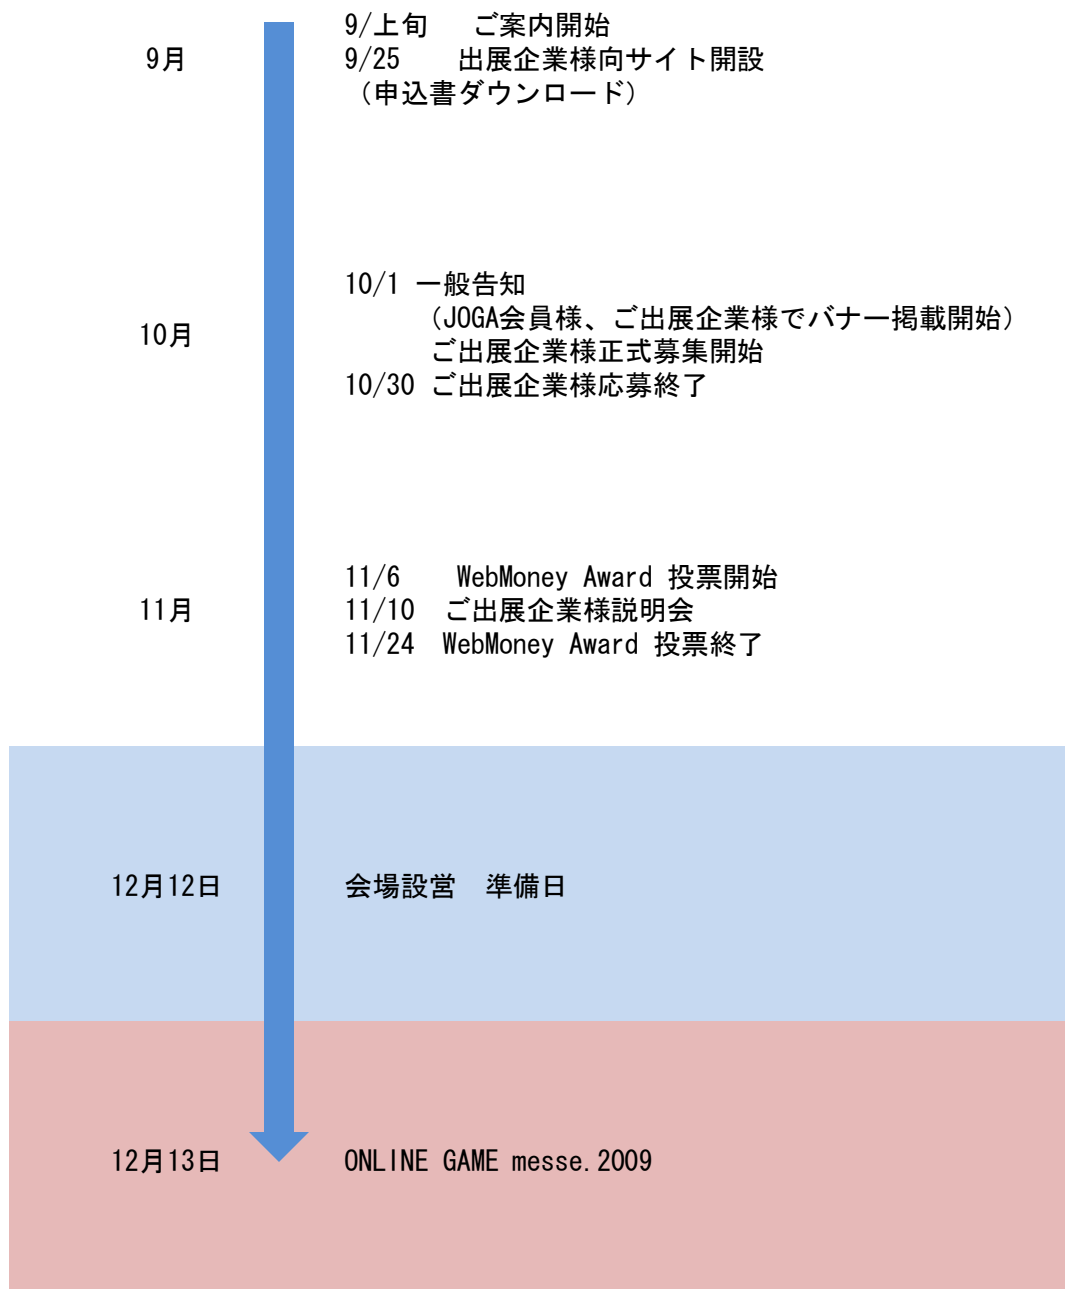 9月
9/上旬　ご案内開始
9/25　出展企業様向サイト開設
（申込書ダウンロード）
10月
10/1 一般告知
（JOGA会員様、ご出展企業様でバナー掲載開始）
ご出展企業様正式募集開始
10/30 ご出展企業様応募終了
11月
11/6　WebMoney Award 投票開始
11/10　ご出展企業様説明会
11/24　WebMoney Award 投票終了
12月12日　会場設営　準備日
12月13日　ONLINE GAME messe.2009